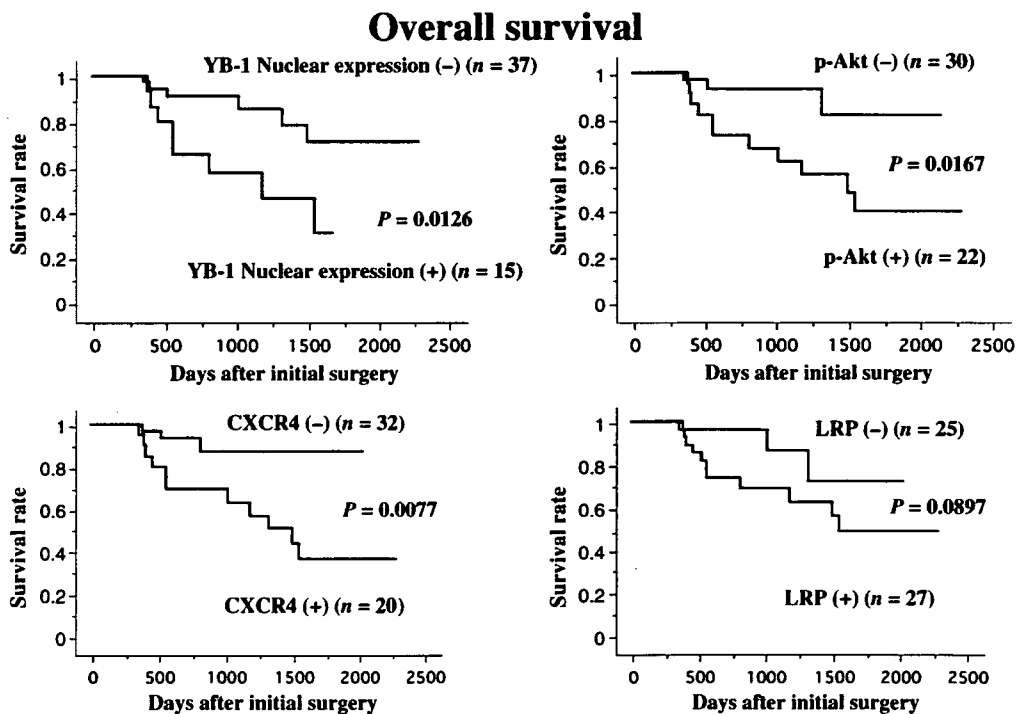 Overall survival
YB-1 Nuclear expression (–) (n = 37)
1
0.8
0.6
0.4
0.2
0
Survival rate
P = 0.0126
YB-1 Nuclear expression (+) (n = 15)
0 500 1000 1500 2000 2500
Days after initial surgery
p-Akt (–) (n = 30)
1
0.8
0.6
0.4
0.2
0
Survival rate
P = 0.0167
p-Akt (+) (n = 22)
0 500 1000 1500 2000 2500
Days after initial surgery
CXCR4 (–) (n = 32)
1
0.8
0.6
0.4
0.2
0
Survival rate
P = 0.0077
CXCR4 (+) (n = 20)
0 500 1000 1500 2000 2500
Days after initial surgery
LRP (–) (n = 25)
1
0.8
0.6
0.4
0.2
0
Survival rate
P = 0.0897
LRP (+) (n = 27)
0 500 1000 1500 2000 2500
Days after initial surgery